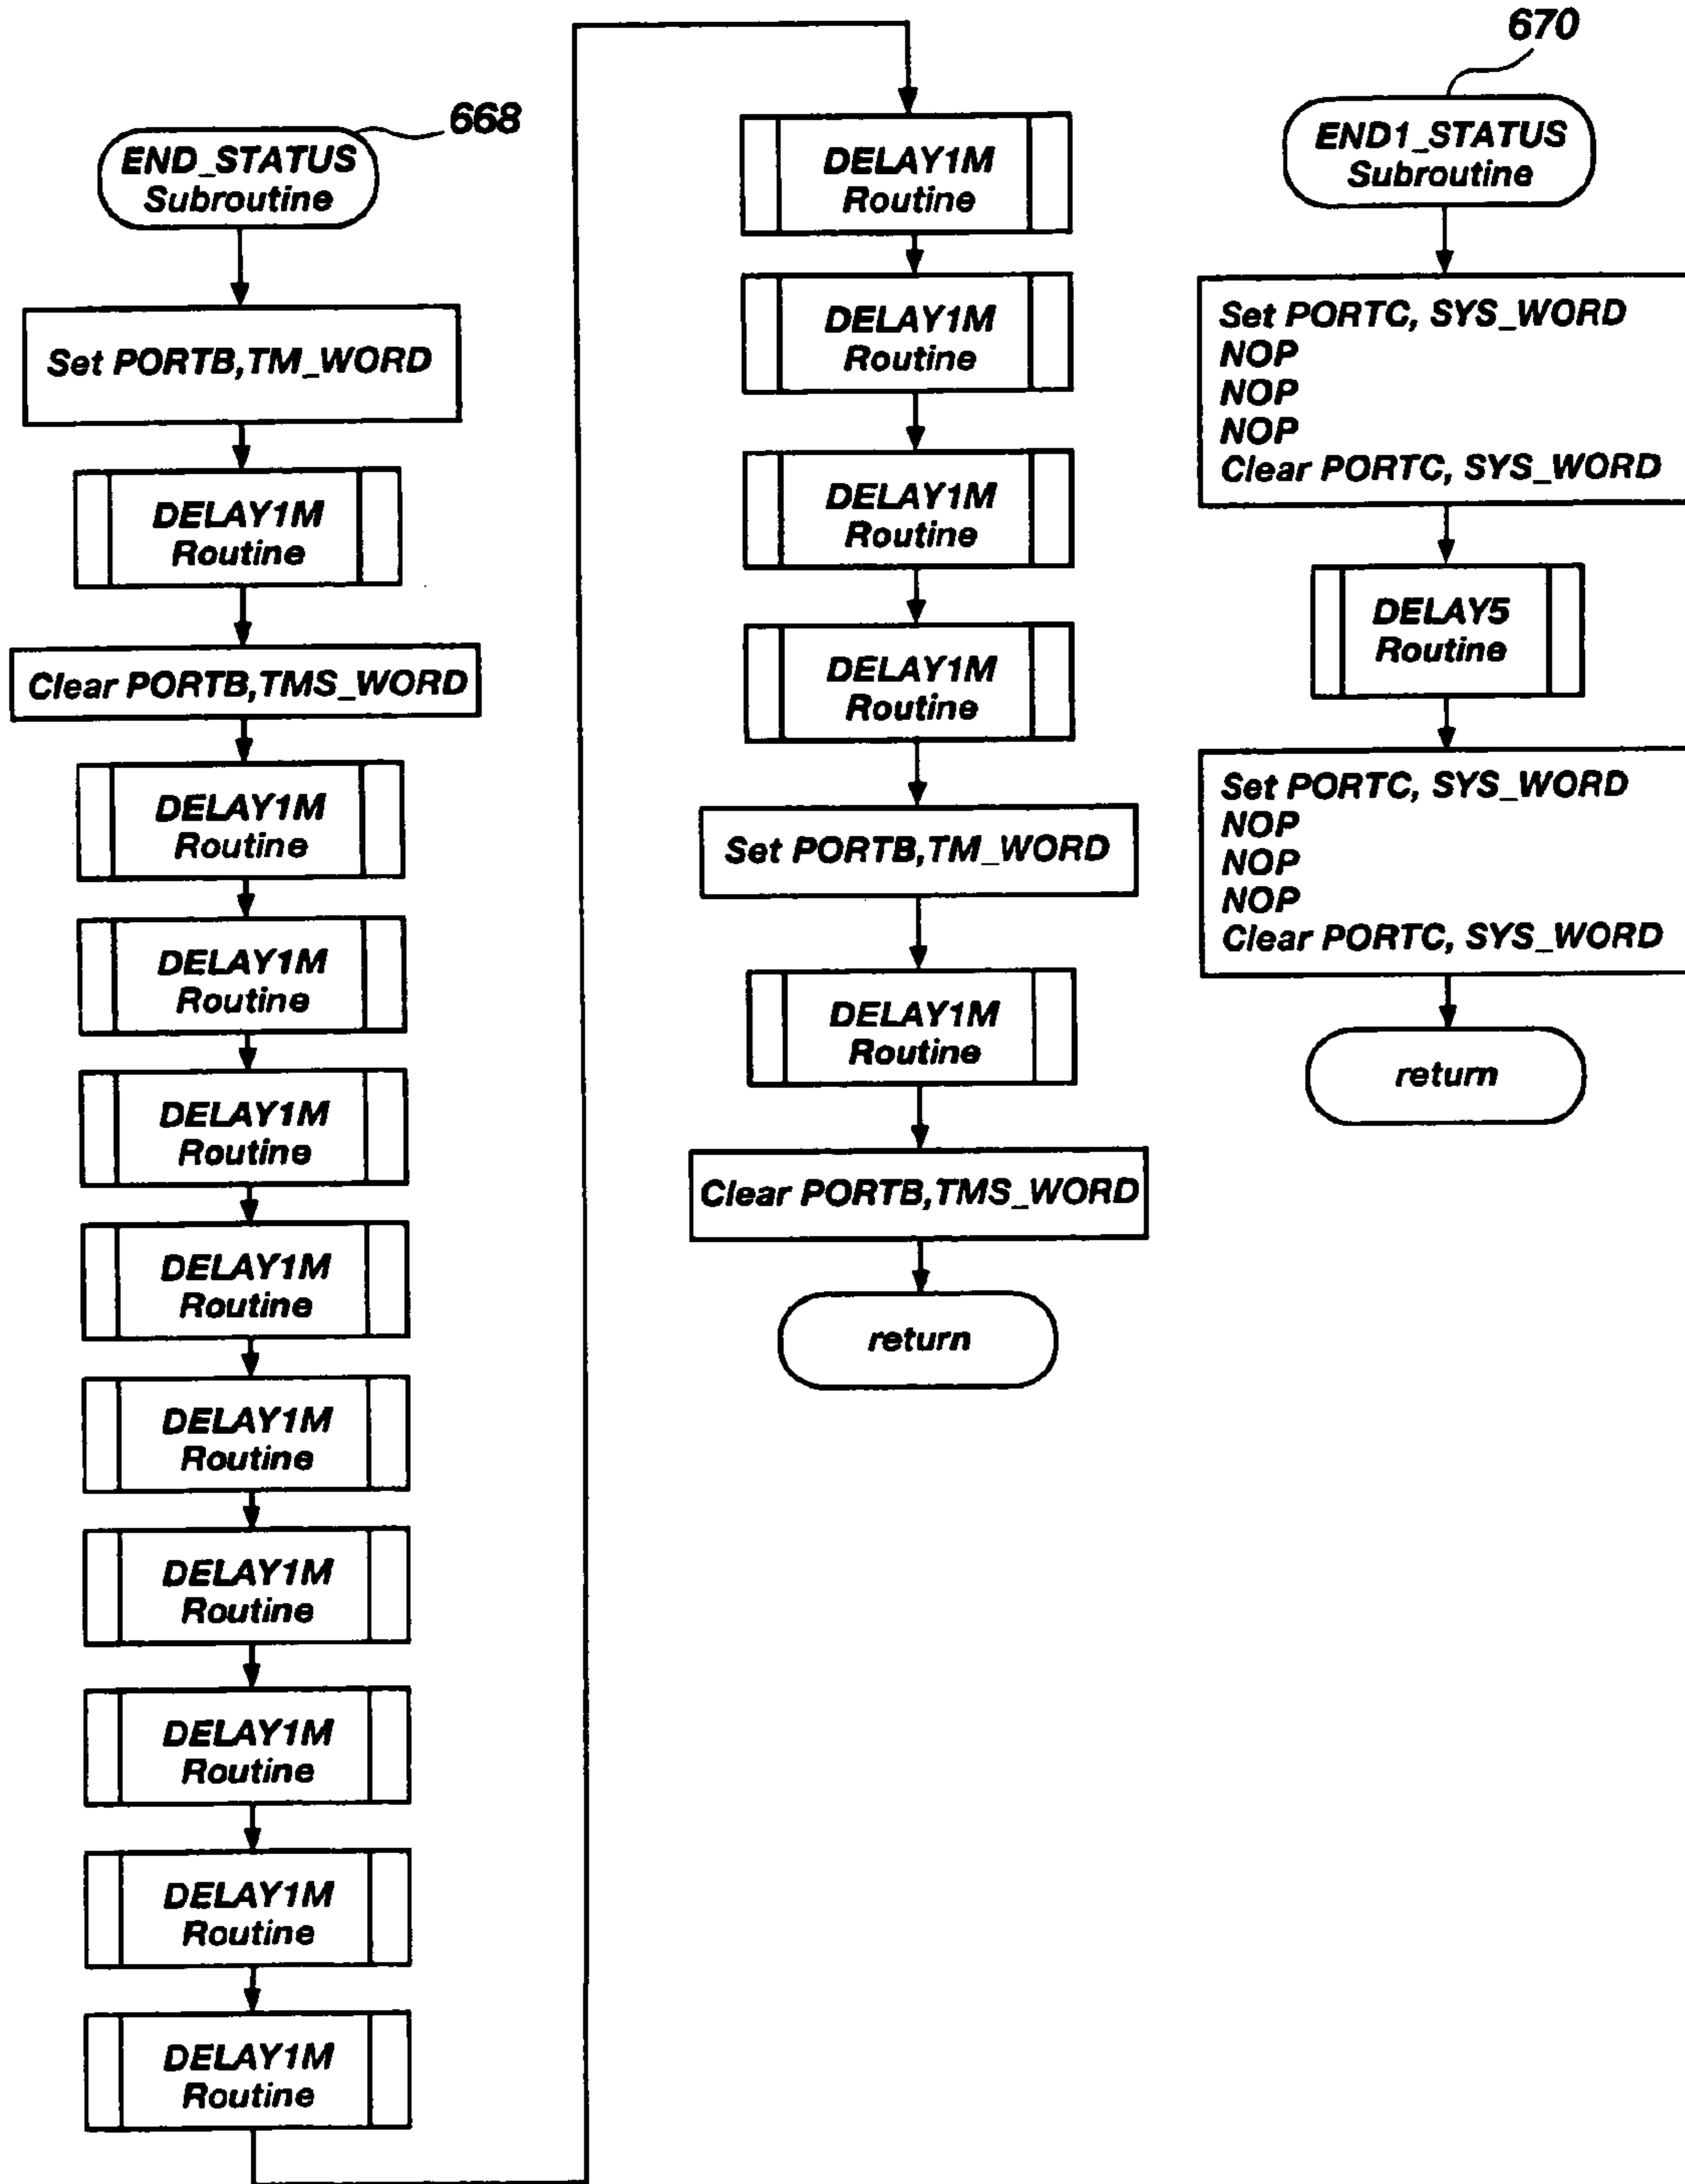 668
END_STATUS
Subroutine
Set PORTB,TM_WORD
DELAY1M
Routine
Clear PORTB,TMS_WORD
DELAY1M
Routine
DELAY1M
Routine
DELAY1M
Routine
DELAY1M
Routine
DELAY1M
Routine
DELAY1M
Routine
DELAY1M
Routine
DELAY1M
Routine
DELAY1M
Routine
DELAY1M
Routine
DELAY1M
Routine
DELAY1M
Routine
DELAY1M
Routine
Set PORTB,TM_WORD
DELAY1M
Routine
Clear PORTB,TMS_WORD
return
670
END1_STATUS
Subroutine
Set PORTC, SYS_WORD
NOP
NOP
NOP
Clear PORTC, SYS_WORD
DELAY5
Routine
Set PORTC, SYS_WORD
NOP
NOP
NOP
Clear PORTC, SYS_WORD
return